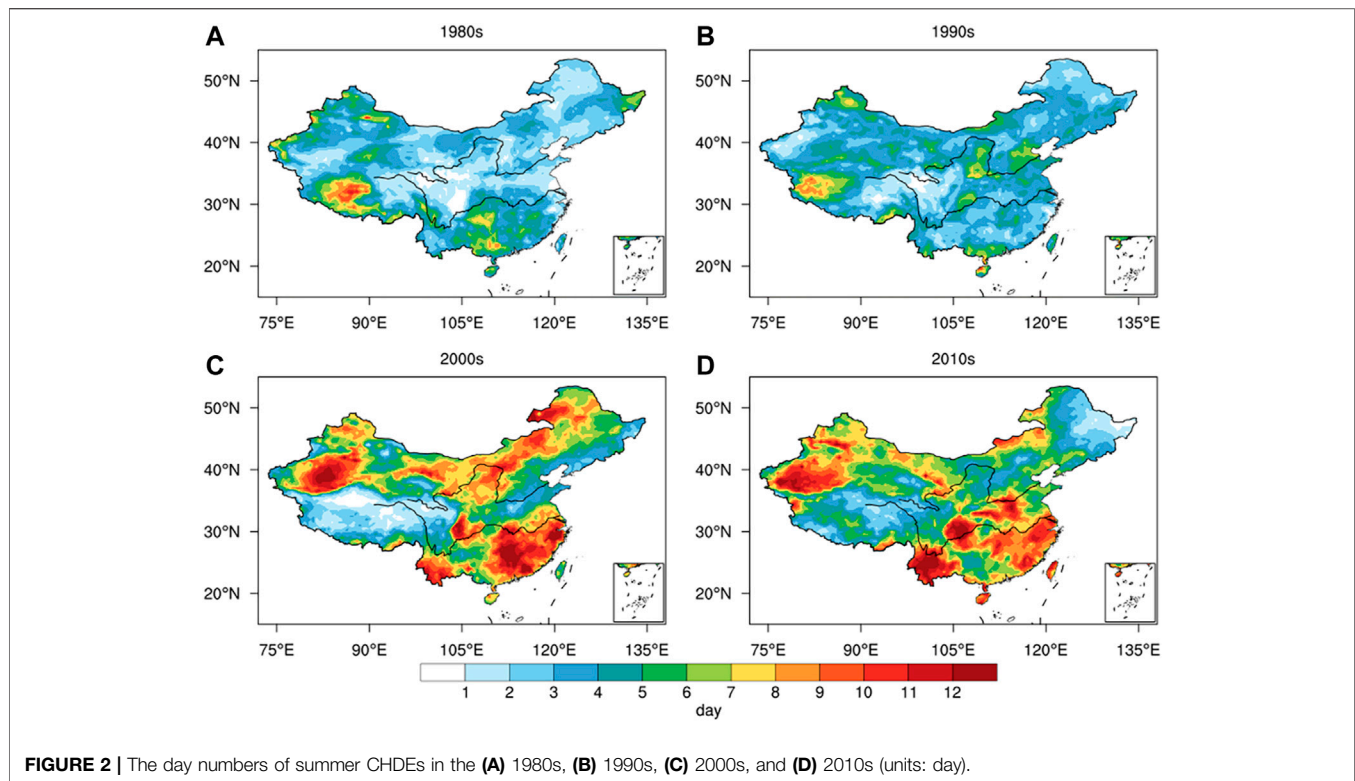 A
1980s
B
1990s
50°N
40°N
30°N
20°N
50°N
40°N
30°N
20°N
75°E 90°E 105°E 120°E 135°E
75°E 90°E 105°E 120°E 135°E
C
2000s
D
2010s
50°N
40°N
30°N
20°N
50°N
40°N
30°N
20°N
75°E 90°E 105°E 120°E 135°E
75°E 90°E 105°E 120°E 135°E
1 2 3 4 5 6 7 8 9 10 11 12
day
FIGURE 2 | The day numbers of summer CHDEs in the (A) 1980s, (B) 1990s, (C) 2000s, and (D) 2010s (units: day).